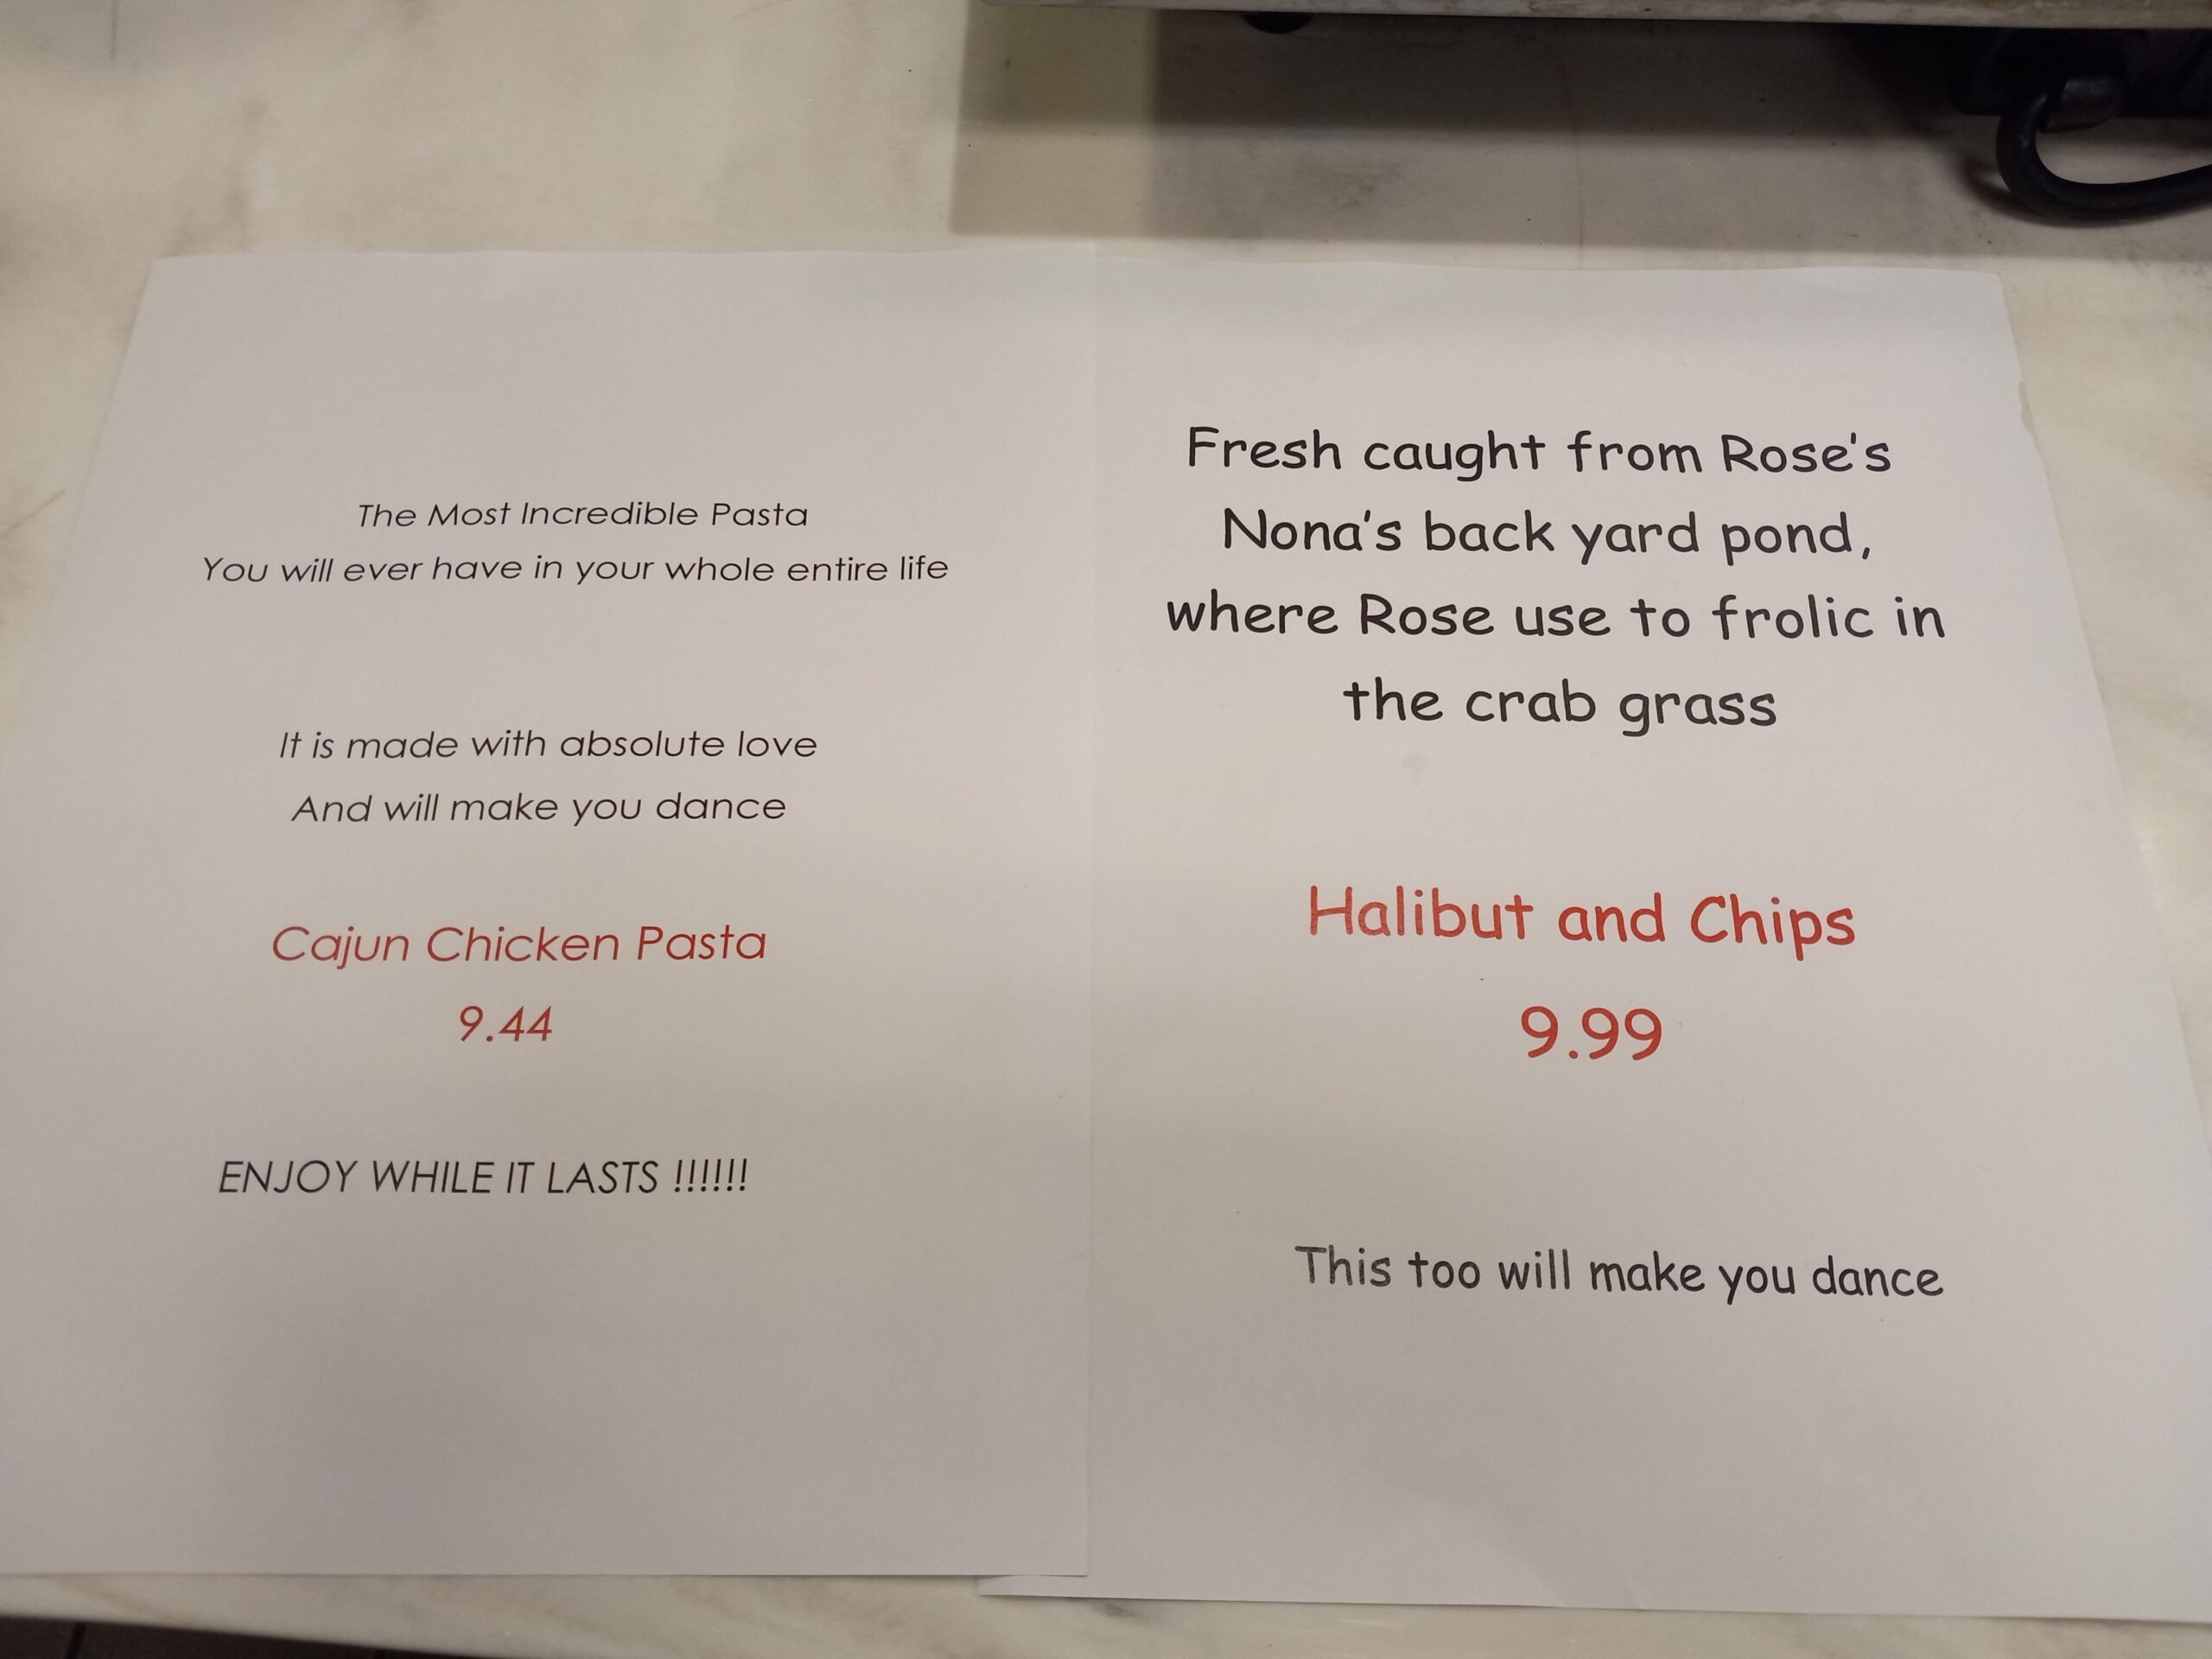 The Most Incredible Pasta
You will ever have in your whole entire life
It is made with absolute love
And will make you dance
Cajun Chicken Pasta
9.44
ENJOY WHILE IT LASTS !!!!!!
Fresh caught from Rose's
Nona's back yard pond,
where Rose use to frolic in
the crab grass
Halibut and Chips
9.99
This too will make you dance